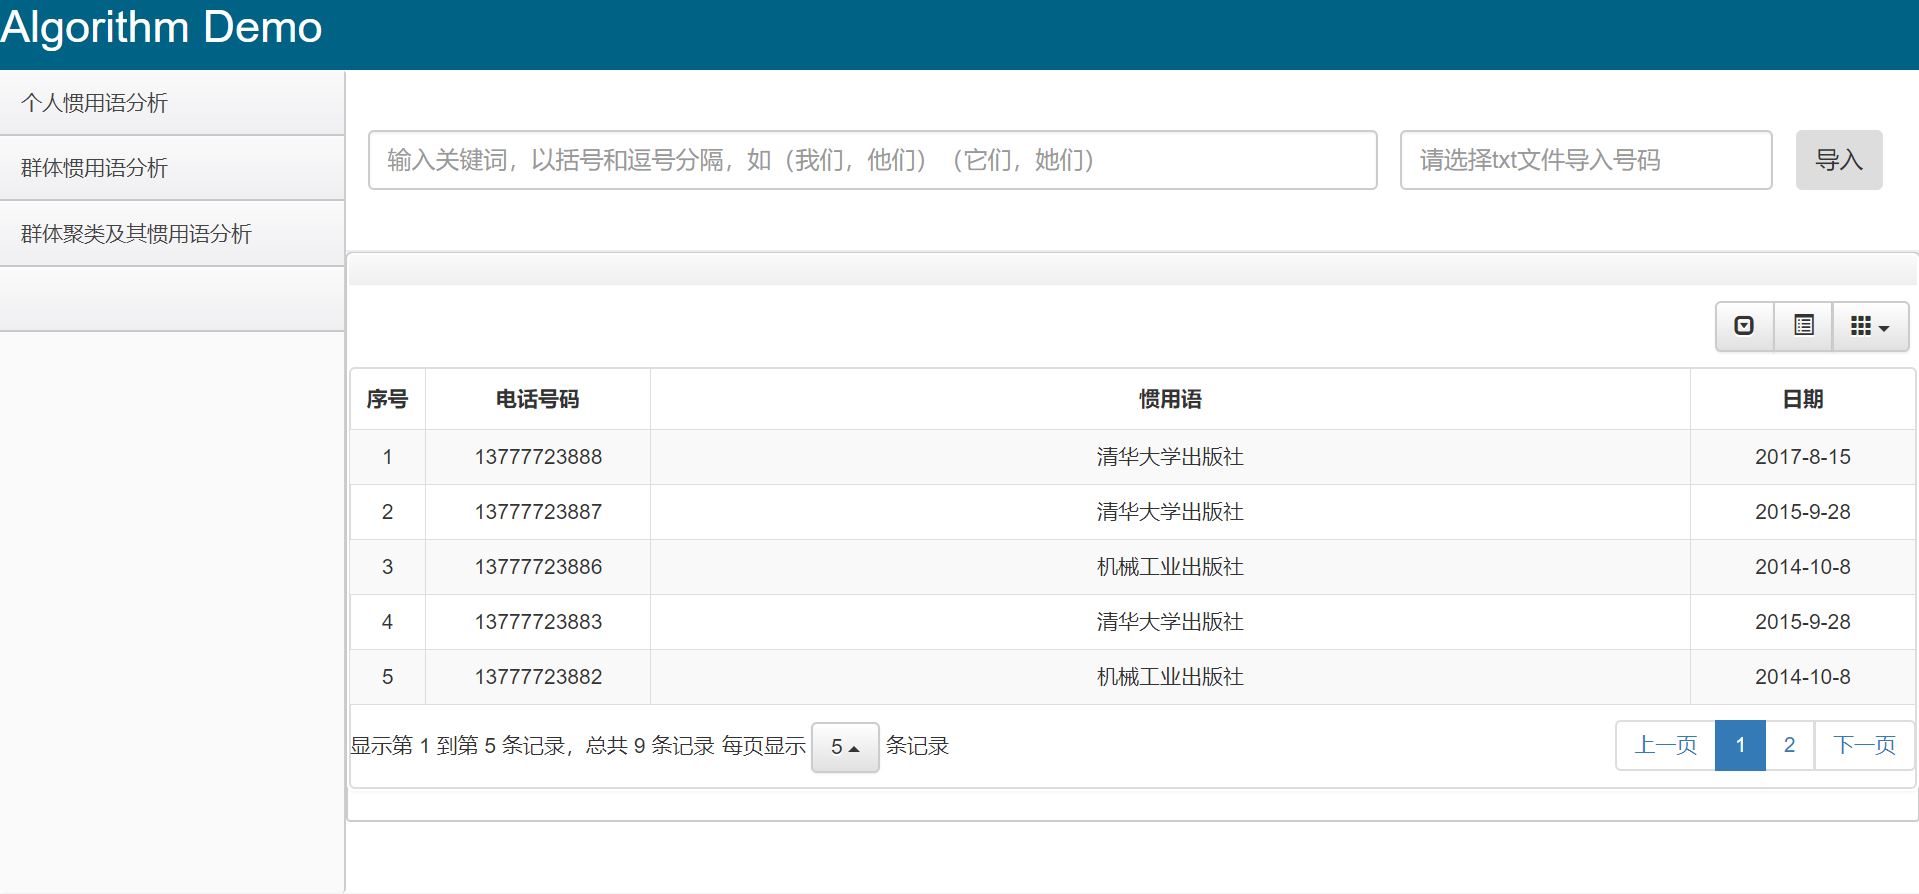 Algorithm Demo
个人惯用语分析
群体惯用语分析
群体聚类及其惯用语分析
输入关键词，以括号和逗号分隔，如（我们，他们）（它们，她们） 请选择txt文件导入号码 导入
序号 电话号码 惯用语 日期
1 13777723888 清华大学出版社 2017-8-15
2 13777723887 清华大学出版社 2015-9-28
3 13777723886 机械工业出版社 2014-10-8
4 13777723883 清华大学出版社 2015-9-28
5 13777723882 机械工业出版社 2014-10-8
显示第 1 到第 5 条记录，总共 9 条记录 每页显示 5 条记录 上一页 1 2 下一页